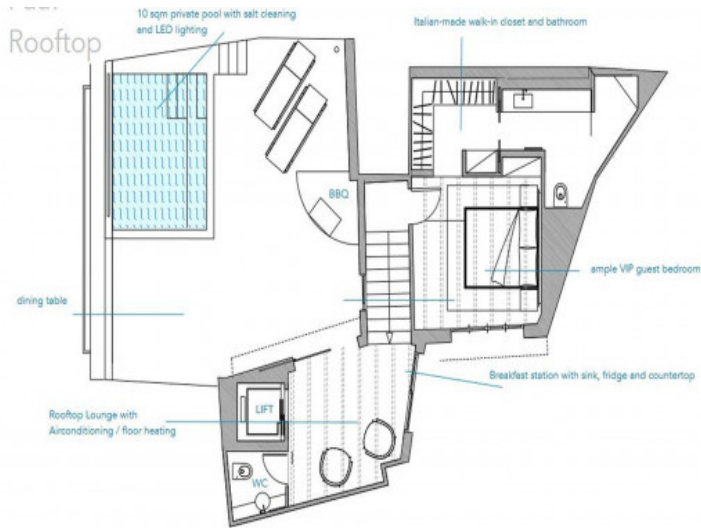 Rooftop
10 sqm private pool with salt cleaning
and LED lighting
Italian-made walk-in closet and bathroom
BBQ
ample VIP guest bedroom
dining table
Breakfast station with sink, fridge and countertop
LIFT
Rooftop Lounge with
Airconditioning / floor heating
WC